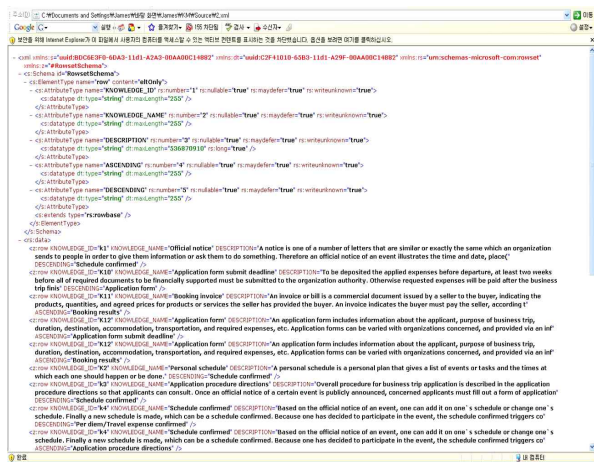 주소(D) C:\Documents and Settings\James\바탕 화면\James\KM\Source\2.xml 이동
Google G 실행 즐겨찾기 155 차단됨 검사 수신자 설정
보안을 위해 Internet Explorer가 이 파일에서 사용자의 컴퓨터를 액세스할 수 있는 액티브 컨텐트를 표시하는 것을 차단했습니다. 옵션을 보려면 여기를 클릭하십시오.
- <xml xmlns:s="uuid:BDC6E3F0-6DA3-11d1-A2A3-00AA00C14882" xmlns:dt="uuid:C2F41010-65B3-11d1-A29F-00AA00C14882" xmlns:rs="urn:schemas-microsoft-com:rowset"
xmlns:z="#RowsetSchema">
- <s:Schema id="RowsetSchema">
- <s:ElementType name="row" content="eltOnly">
- <s:AttributeType name="KNOWLEDGE_ID" rs:number="1" rs:nullable="true" rs:maydefer="true" rs:writeunknown="true">
<s:datatype dt:type="string" dt:maxLength="255" />
</s:AttributeType>
- <s:AttributeType name="KNOWLEDGE_NAME" rs:number="2" rs:nullable="true" rs:maydefer="true" rs:writeunknown="true">
<s:datatype dt:type="string" dt:maxLength="255" />
</s:AttributeType>
- <s:AttributeType name="DESCRIPTION" rs:number="3" rs:nullable="true" rs:maydefer="true" rs:writeunknown="true">
<s:datatype dt:type="string" dt:maxLength="536870910" rs:long="true" />
</s:AttributeType>
- <s:AttributeType name="ASCENDING" rs:number="4" rs:nullable="true" rs:maydefer="true" rs:writeunknown="true">
<s:datatype dt:type="string" dt:maxLength="255" />
</s:AttributeType>
- <s:AttributeType name="DESCENDING" rs:number="5" rs:nullable="true" rs:maydefer="true" rs:writeunknown="true">
<s:datatype dt:type="string" dt:maxLength="255" />
</s:AttributeType>
<s:extends type="rs:rowbase" />
</s:ElementType>
</s:Schema>
- <rs:data>
<z:row KNOWLEDGE_ID="k1" KNOWLEDGE_NAME="Official notice" DESCRIPTION="A notice is one of a number of letters that are similar or exactly the same which an organization
sends to people in order to give them information or ask them to do something. Therefore an official notice of an event illustrates the time and date, place("
DESCENDING="Schedule confirmed" />
<z:row KNOWLEDGE_ID="K10" KNOWLEDGE_NAME="Application form submit deadline" DESCRIPTION="To be deposited the applied expenses before departure, at least two weeks
before all of required documents to be financially supported must be submitted to the organization authority. Otherwise requested expenses will be paid after the business
trip finis" DESCENDING="Application form" />
<z:row KNOWLEDGE_ID="K11" KNOWLEDGE_NAME="Booking invoice" DESCRIPTION="An invoice or bill is a commercial document issued by a seller to the buyer, indicating the
products, quantities, and agreed prices for products or services the seller has provided the buyer. An invoice indicates the buyer must pay the seller, according t"
ASCENDING="Booking results" />
<z:row KNOWLEDGE_ID="K12" KNOWLEDGE_NAME="Application form" DESCRIPTION="An application form includes information about the applicant, purpose of business trip,
duration, destination, accommodation, transportation, and required expenses, etc. Application forms can be varied with organizations concerned, and provided via an inf"
ASCENDING="Application form submit deadline" />
<z:row KNOWLEDGE_ID="K12" KNOWLEDGE_NAME="Application form" DESCRIPTION="An application form includes information about the applicant, purpose of business trip,
duration, destination, accommodation, transportation, and required expenses, etc. Application forms can be varied with organizations concerned, and provided via an inf"
ASCENDING="Booking results" />
<z:row KNOWLEDGE_ID="K2" KNOWLEDGE_NAME="Personal schedule" DESCRIPTION="A personal schedule is a personal plan that gives a list of events or tasks and the times at
which each one should happen or be done." DESCENDING="Schedule confirmed" />
<z:row KNOWLEDGE_ID="k3" KNOWLEDGE_NAME="Application procedure directions" DESCRIPTION="Overall procedure for business trip application is described in the application
procedure directions so that applicants can consult. Once an official notice of a certain event is publicly announced, concerned applicants must fill out a form of application"
DESCENDING="Schedule confirmed" />
<z:row KNOWLEDGE_ID="k4" KNOWLEDGE_NAME="Schedule confirmed" DESCRIPTION="Based on the official notice of an event, one can add it on one`s schedule or change one`s
schedule. Finally a new schedule is made, which can be a schedule confirmed. Because one has decided to participate in the event, the schedule confirmed triggers co"
DESCENDING="Per diem/Travel expense confirmed" />
<z:row KNOWLEDGE_ID="k4" KNOWLEDGE_NAME="Schedule confirmed" DESCRIPTION="Based on the official notice of an event, one can add it on one`s schedule or change one`s
schedule. Finally a new schedule is made, which can be a schedule confirmed. Because one has decided to participate in the event, the schedule confirmed triggers co"
ASCENDING="Application procedure directions" />
완료 내 컴퓨터